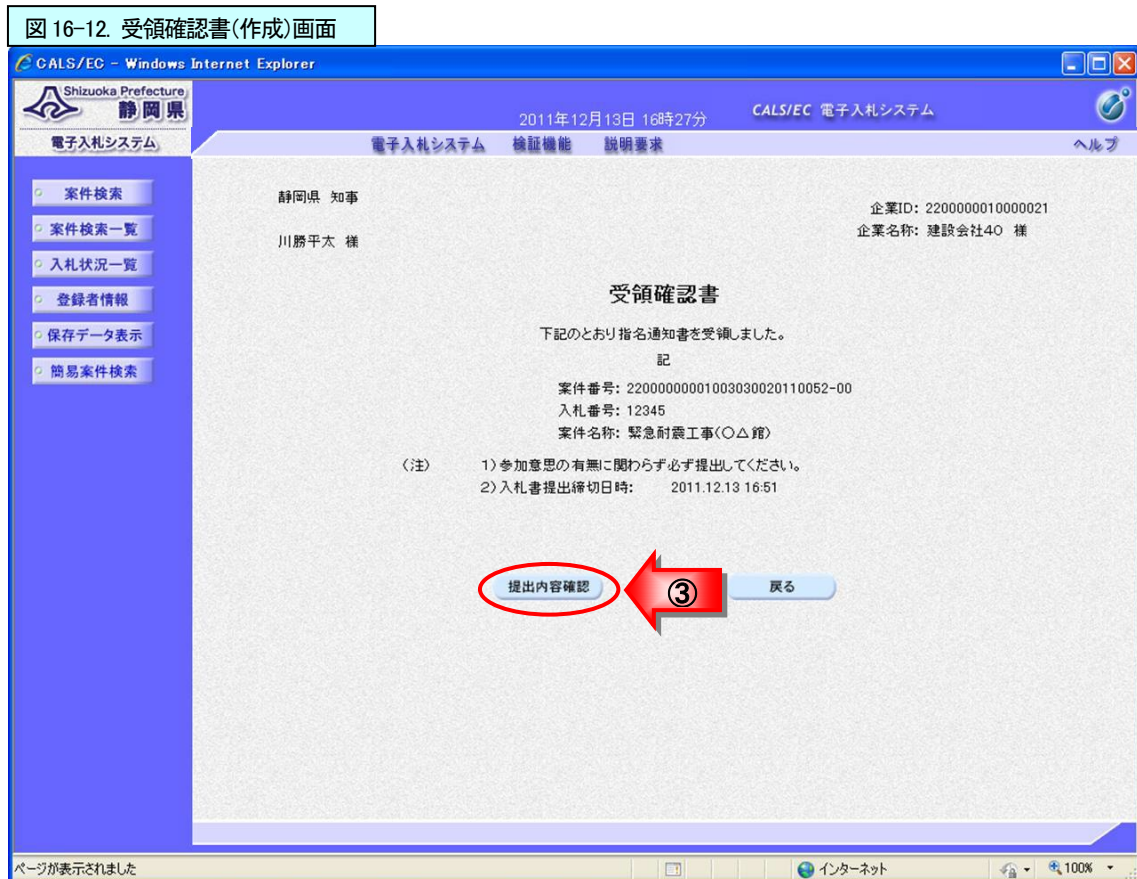 図 16-12. 受領確認書(作成)画面
CALS/EC - Windows Internet Explorer
Shizuoka Prefecture
静岡県
2011年12月13日 16時27分
CALS/EC 電子入札システム
電子入札システム
電子入札システム 検証機能 説明要求
ヘルプ
案件検索
案件検索一覧
入札状況一覧
登録者情報
保存データ表示
簡易案件検索
静岡県 知事
企業ID: 2200000010000021
企業名称: 建設会社40 様
川勝平太 様
受領確認書
下記のとおり指名通知書を受領しました。
記
案件番号: 22000000001003030020110052-00
入札番号: 12345
案件名称: 緊急耐震工事(○△館)
(注) 1)参加意思の有無に関わらず必ず提出してください。
2)入札書提出締切日時: 2011.12.13 16:51
提出内容確認
③
戻る
ページが表示されました
インターネット
100%